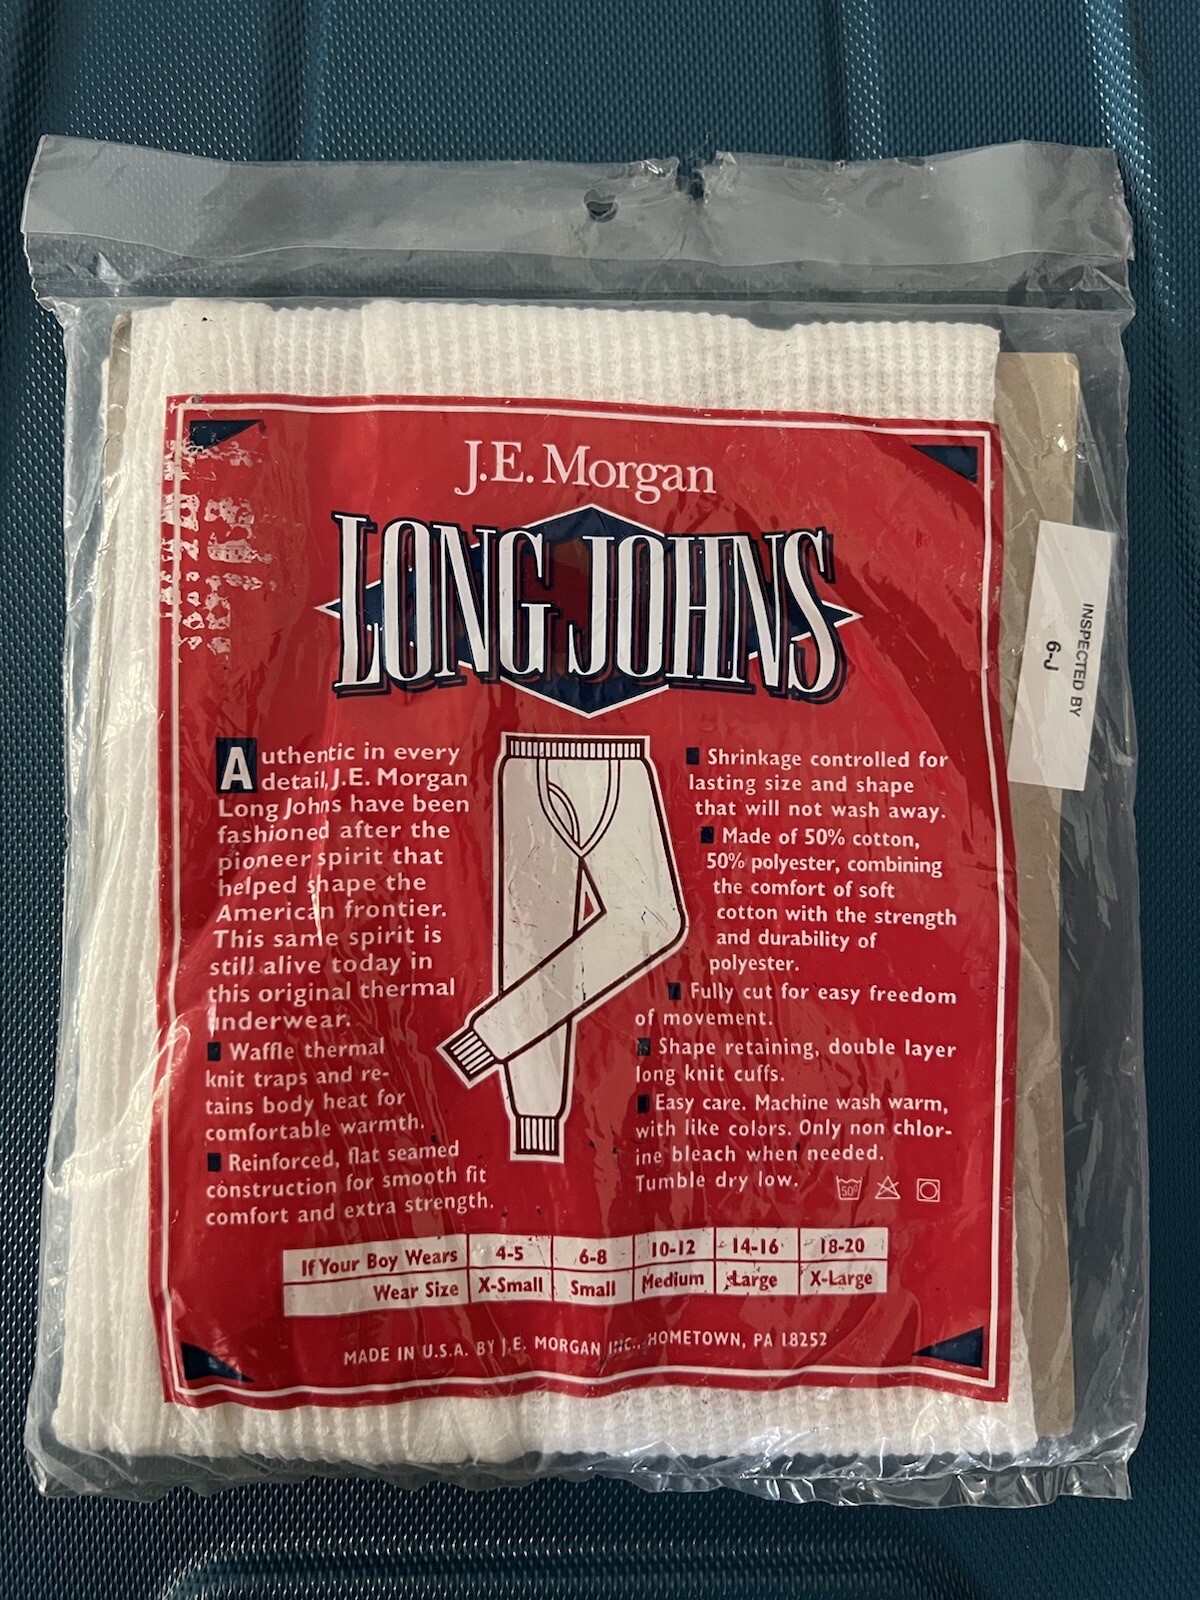 J.E. Morgan
LONG JOHNS
INSPECTED BY
6-J
Authentic in every
detail, J.E. Morgan
Long Johns have been
fashioned after the
pioneer spirit that
helped shape the
American frontier.
This same spirit is
still alive today in
this original thermal
underwear.
■ Waffle thermal
knit traps and re-
tains body heat for
comfortable warmth.
■ Reinforced, flat seamed
construction for smooth fit
comfort and extra strength.
■ Shrinkage controlled for
lasting size and shape
that will not wash away.
■ Made of 50% cotton,
50% polyester, combining
the comfort of soft
cotton with the strength
and durability of
polyester.
■ Fully cut for easy freedom
of movement.
■ Shape retaining, double layer
long knit cuffs.
■ Easy care. Machine wash warm,
with like colors. Only non chlor-
ine bleach when needed.
Tumble dry low.
50°
If Your Boy Wears 4-5 6-8 10-12 14-16 18-20
Wear Size X-Small Small Medium Large X-Large
MADE IN U.S.A. BY J.E. MORGAN INC., HOMETOWN, PA 18252